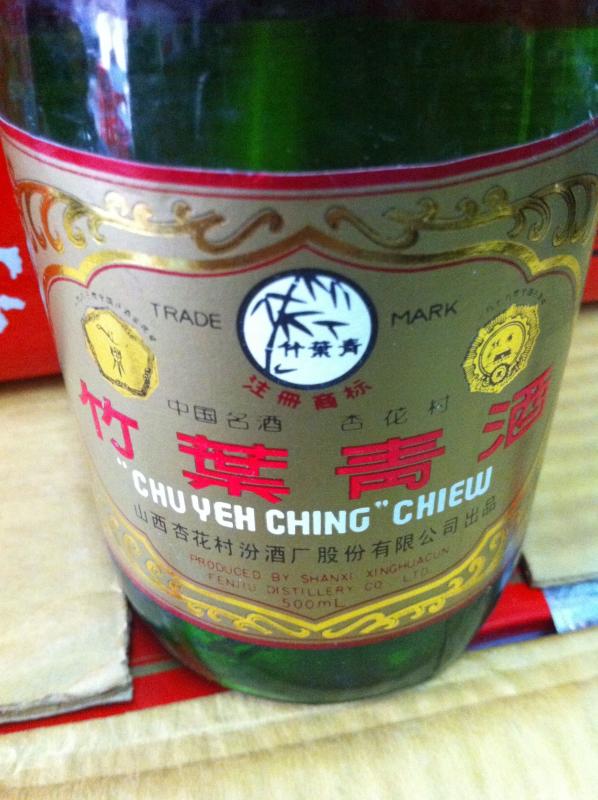 TRADE MARK
竹葉青
注冊商标
中国名酒 杏花村
竹葉青酒
"CHU YEH CHING" CHIEW
山西杏花村汾酒厂股份有限公司出品
PRODUCED BY SHANXI XINGHUACUN
FENJIU DISTILLERY CO. LTD.
500mL